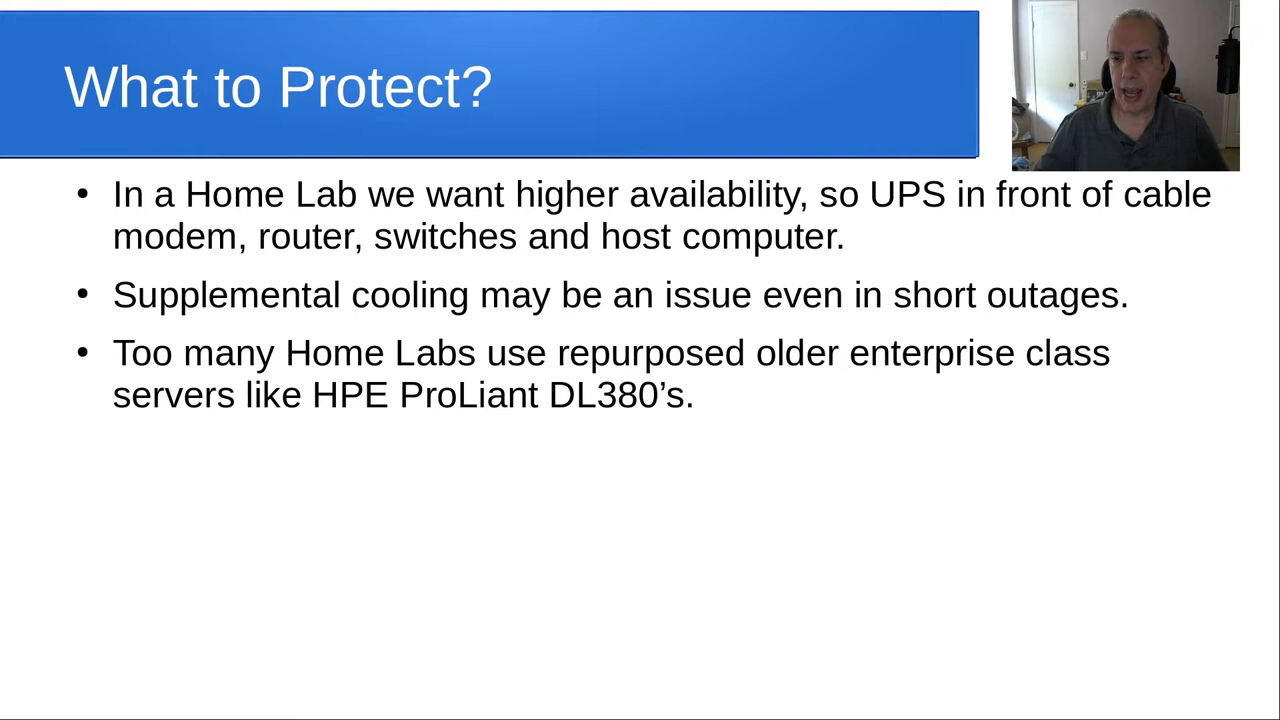 What to Protect?
• In a Home Lab we want higher availability, so UPS in front of cable
modem, router, switches and host computer.
• Supplemental cooling may be an issue even in short outages.
• Too many Home Labs use repurposed older enterprise class
servers like HPE ProLiant DL380’s.